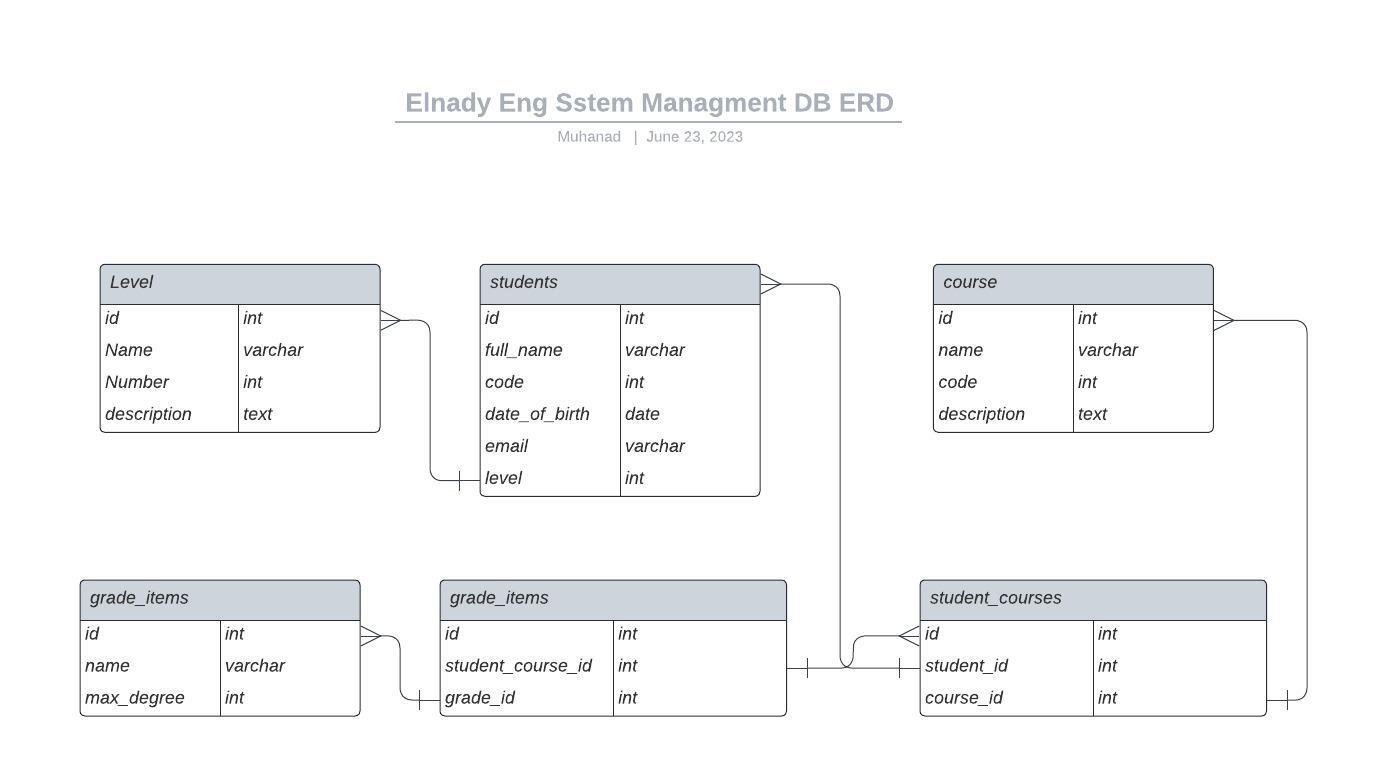 Elnady Eng Sstem Managment DB ERD
Muhanad | June 23, 2023
Level
id int
Name varchar
Number int
description text
students
id int
full_name varchar
code int
date_of_birth date
email varchar
level int
course
id int
name varchar
code int
description text
grade_items
id int
name varchar
max_degree int
grade_items
id int
student_course_id int
grade_id int
student_courses
id int
student_id int
course_id int